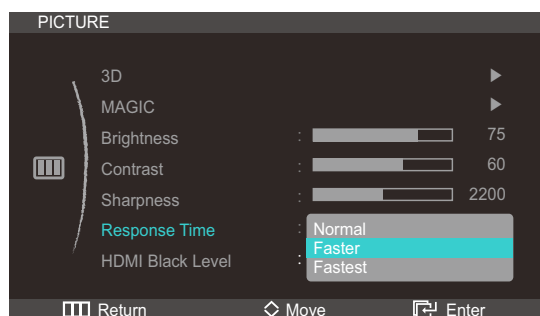 PICTURE
3D
MAGIC
Brightness : 75
Contrast : 60
Sharpness : 2200
Response Time : Normal
Faster
HDMI Black Level : Fastest
Return Move Enter